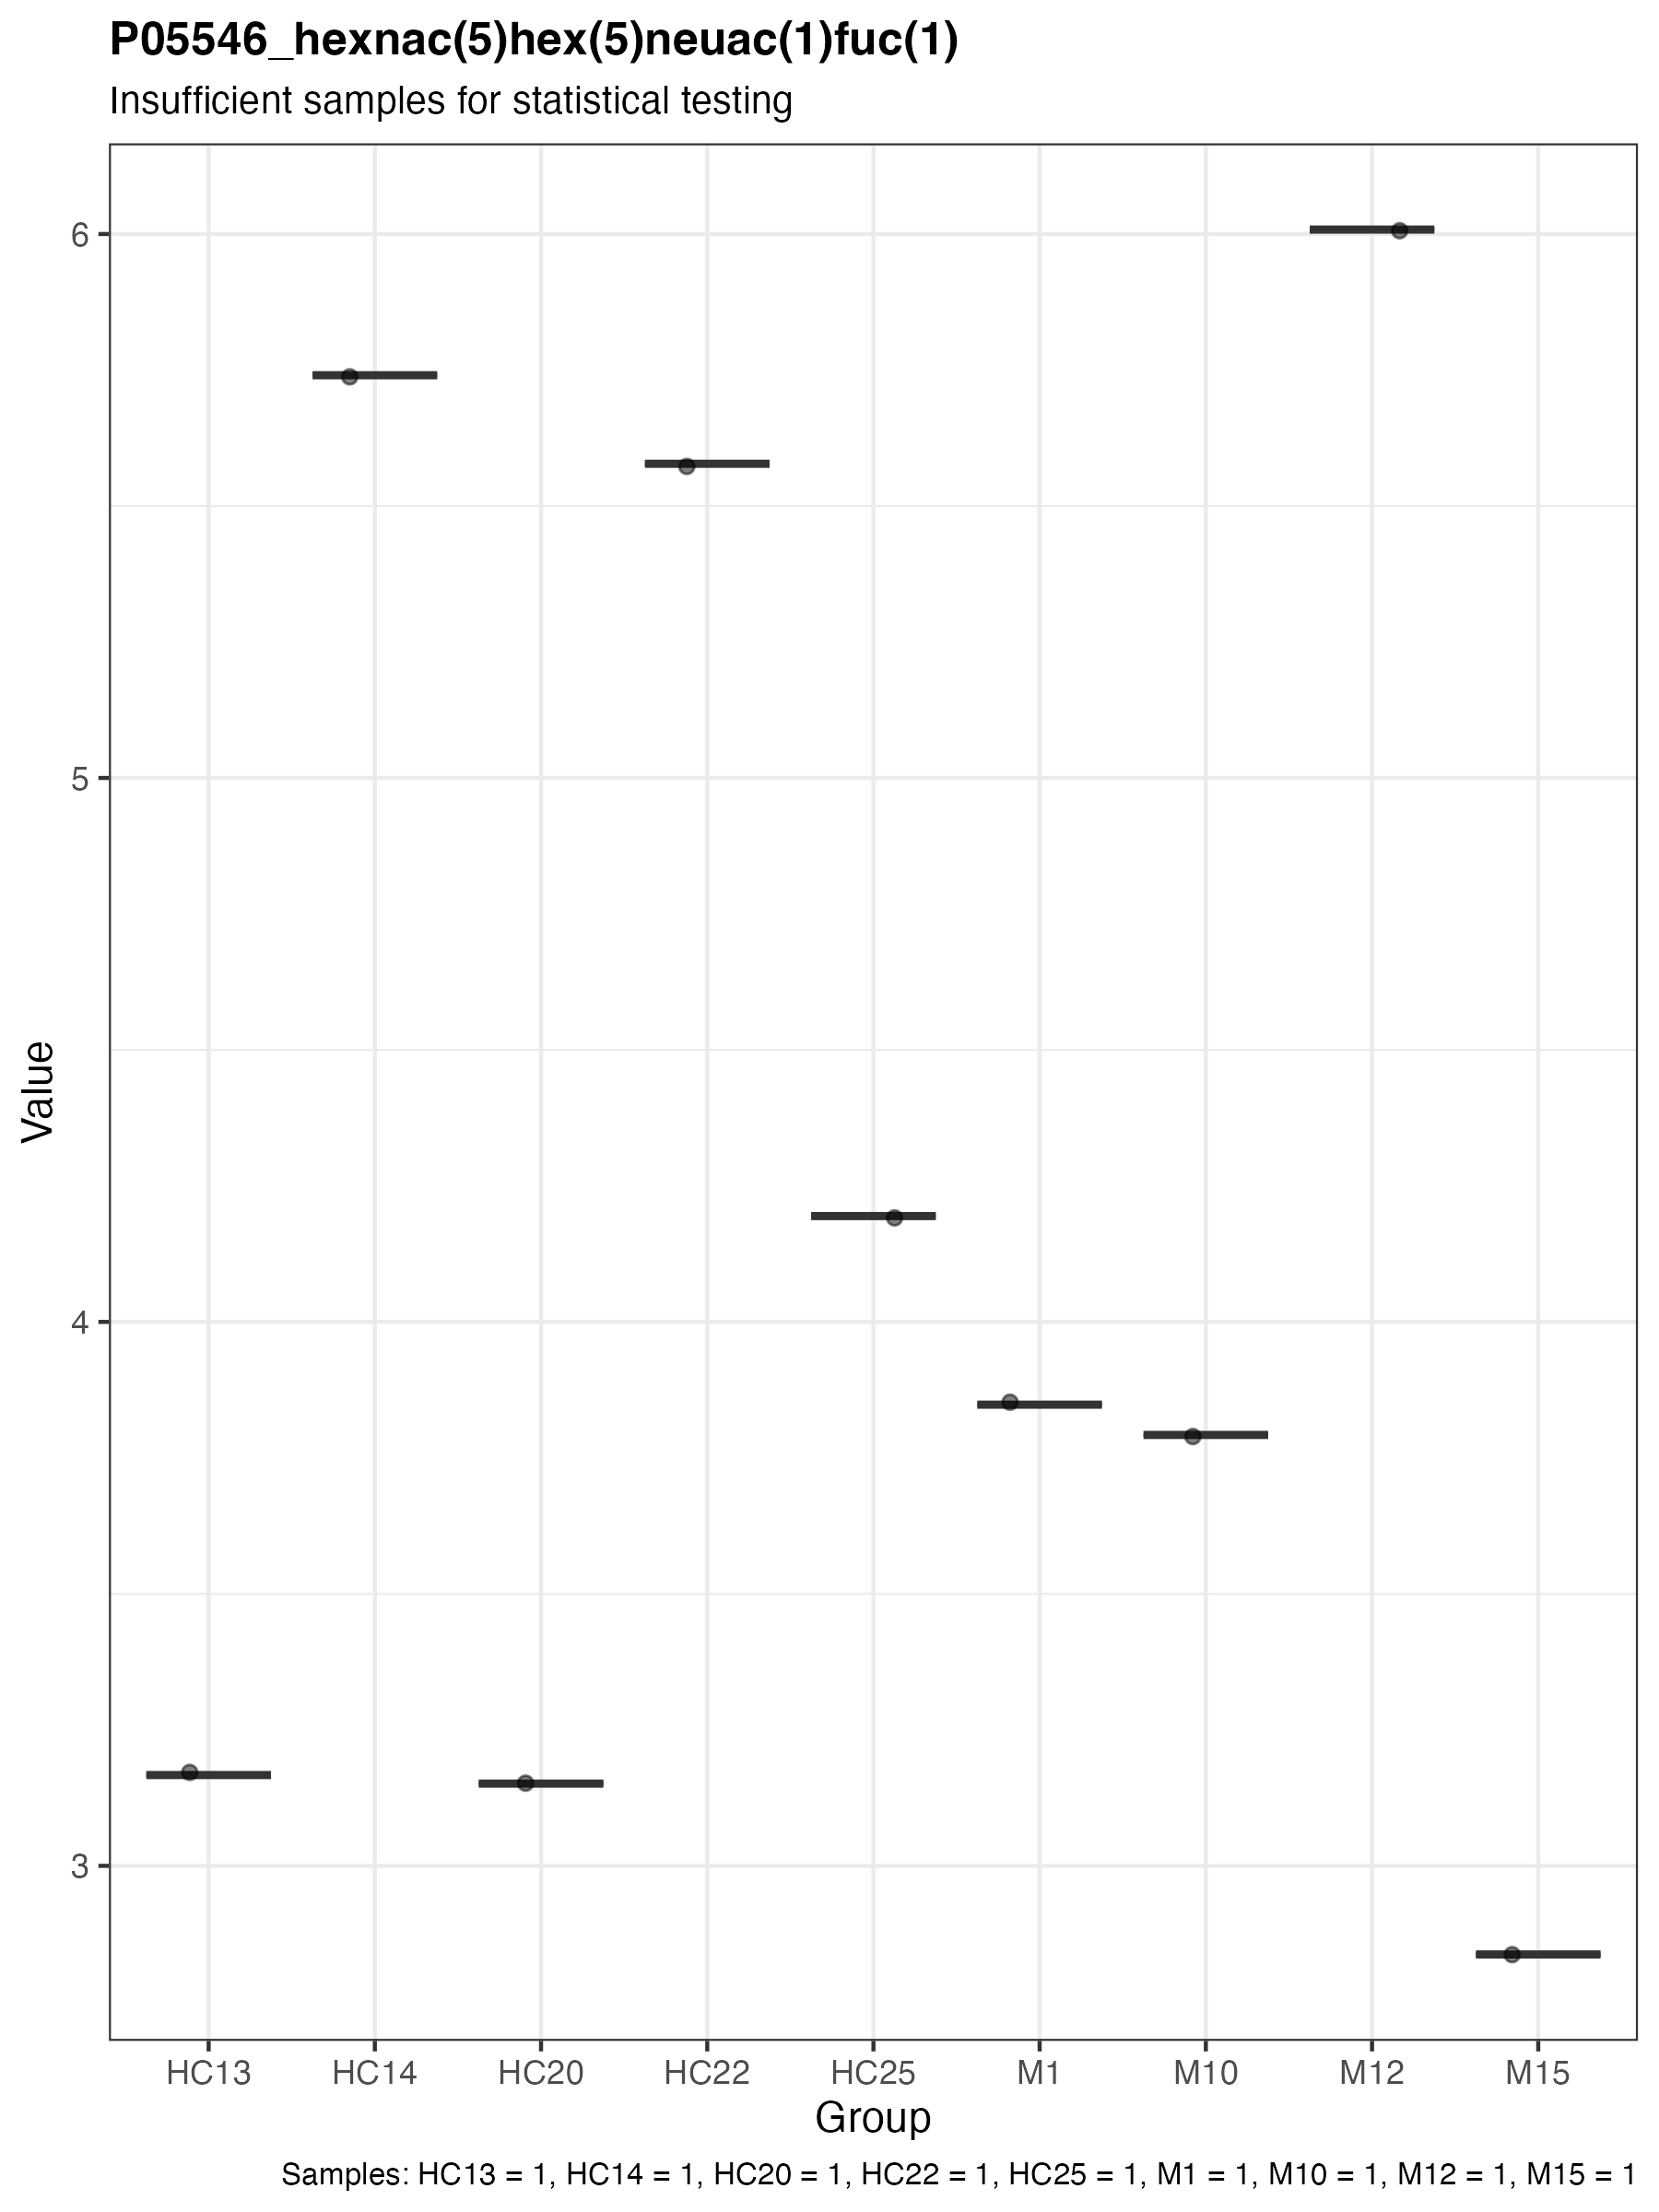 P05546_hexnac(5)hex(5)neuac(1)fuc(1)
Insufficient samples for statistical testing
Value
6
5
4
3
HC13 HC14 HC20 HC22 HC25 M1 M10 M12 M15
Group
Samples: HC13 = 1, HC14 = 1, HC20 = 1, HC22 = 1, HC25 = 1, M1 = 1, M10 = 1, M12 = 1, M15 = 1